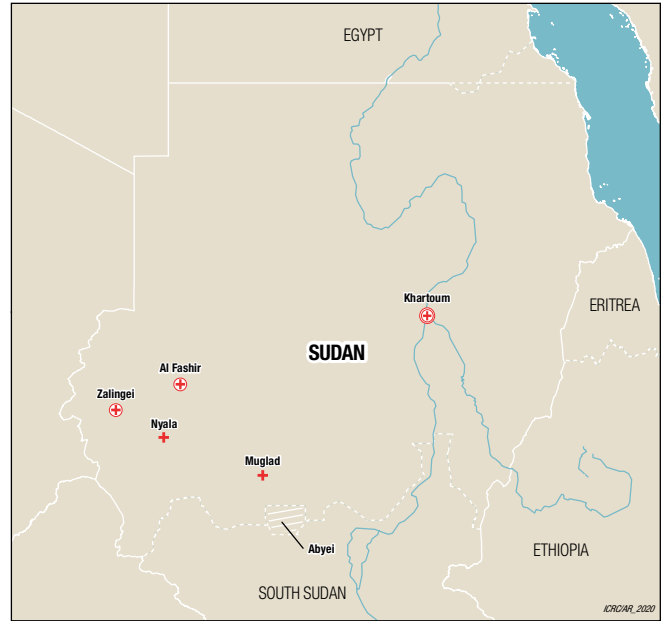 EGYPT
Khartoum
ERITREA
SUDAN
Al Fashir
Zalingei
Nyala
Muglad
Abyei
ETHIOPIA
SOUTH SUDAN
ICRC/AR_2020